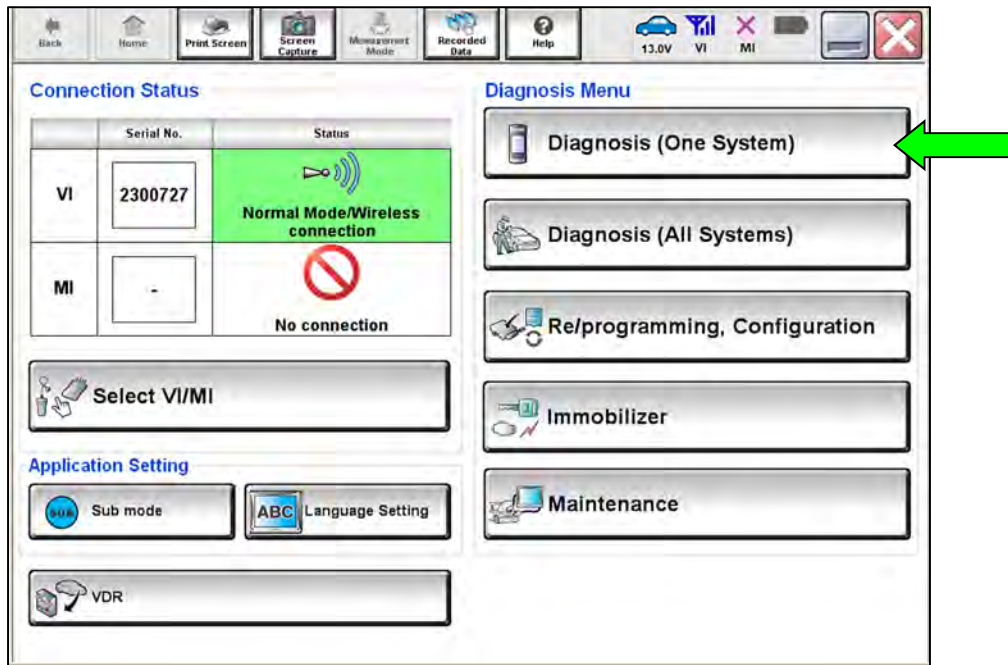 Back
Home
Print Screen
Screen
Capture
Measurement
Mode
Recorded
Data
Help
13.0V
VI
MI
Connection Status
Serial No.
Status
VI
2300727
Normal Mode/Wireless
connection
MI
-
No connection
Select VI/MI
Application Setting
SUB
Sub mode
ABC
Language Setting
VDR
Diagnosis Menu
Diagnosis (One System)
Diagnosis (All Systems)
Re/programming, Configuration
Immobilizer
Maintenance